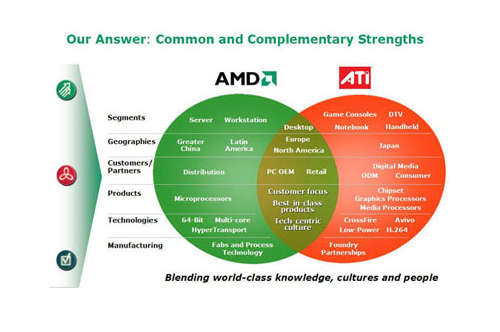 Our Answer: Common and Complementary Strengths
AMD
ATi
Segments
Server Workstation
Desktop
Game Consoles DTV
Notebook Handheld
Geographies
Greater China
Latin America
Europe
North America
Japan
Customers/
Partners
Distribution
PC OEM Retail
Digital Media
ODM Consumer
Products
Microprocessors
Customer focus
Best-in-class
products
Chipset
Graphics Processors
Media Processors
Technologies
64-Bit Multi-core
HyperTransport
Tech-centric
culture
CrossFire Avivo
Low-Power H.264
Manufacturing
Fabs and Process
Technology
Foundry
Partnerships
Blending world-class knowledge, cultures and people